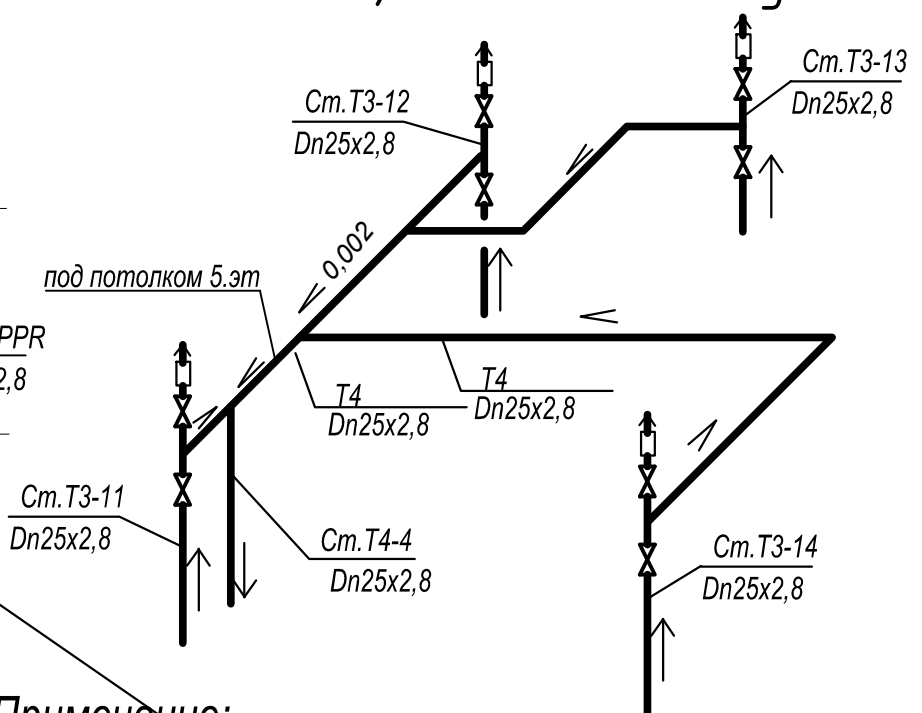 Ст.Т3-13
Dn25x2,8
Ст.Т3-12
Dn25x2,8
0,002
под потолком 5.эт
PPR
2,8
Т4
Dn25x2,8
Т4
Dn25x2,8
Ст.Т3-11
Dn25x2,8
Ст.Т4-4
Dn25x2,8
Ст.Т3-14
Dn25x2,8